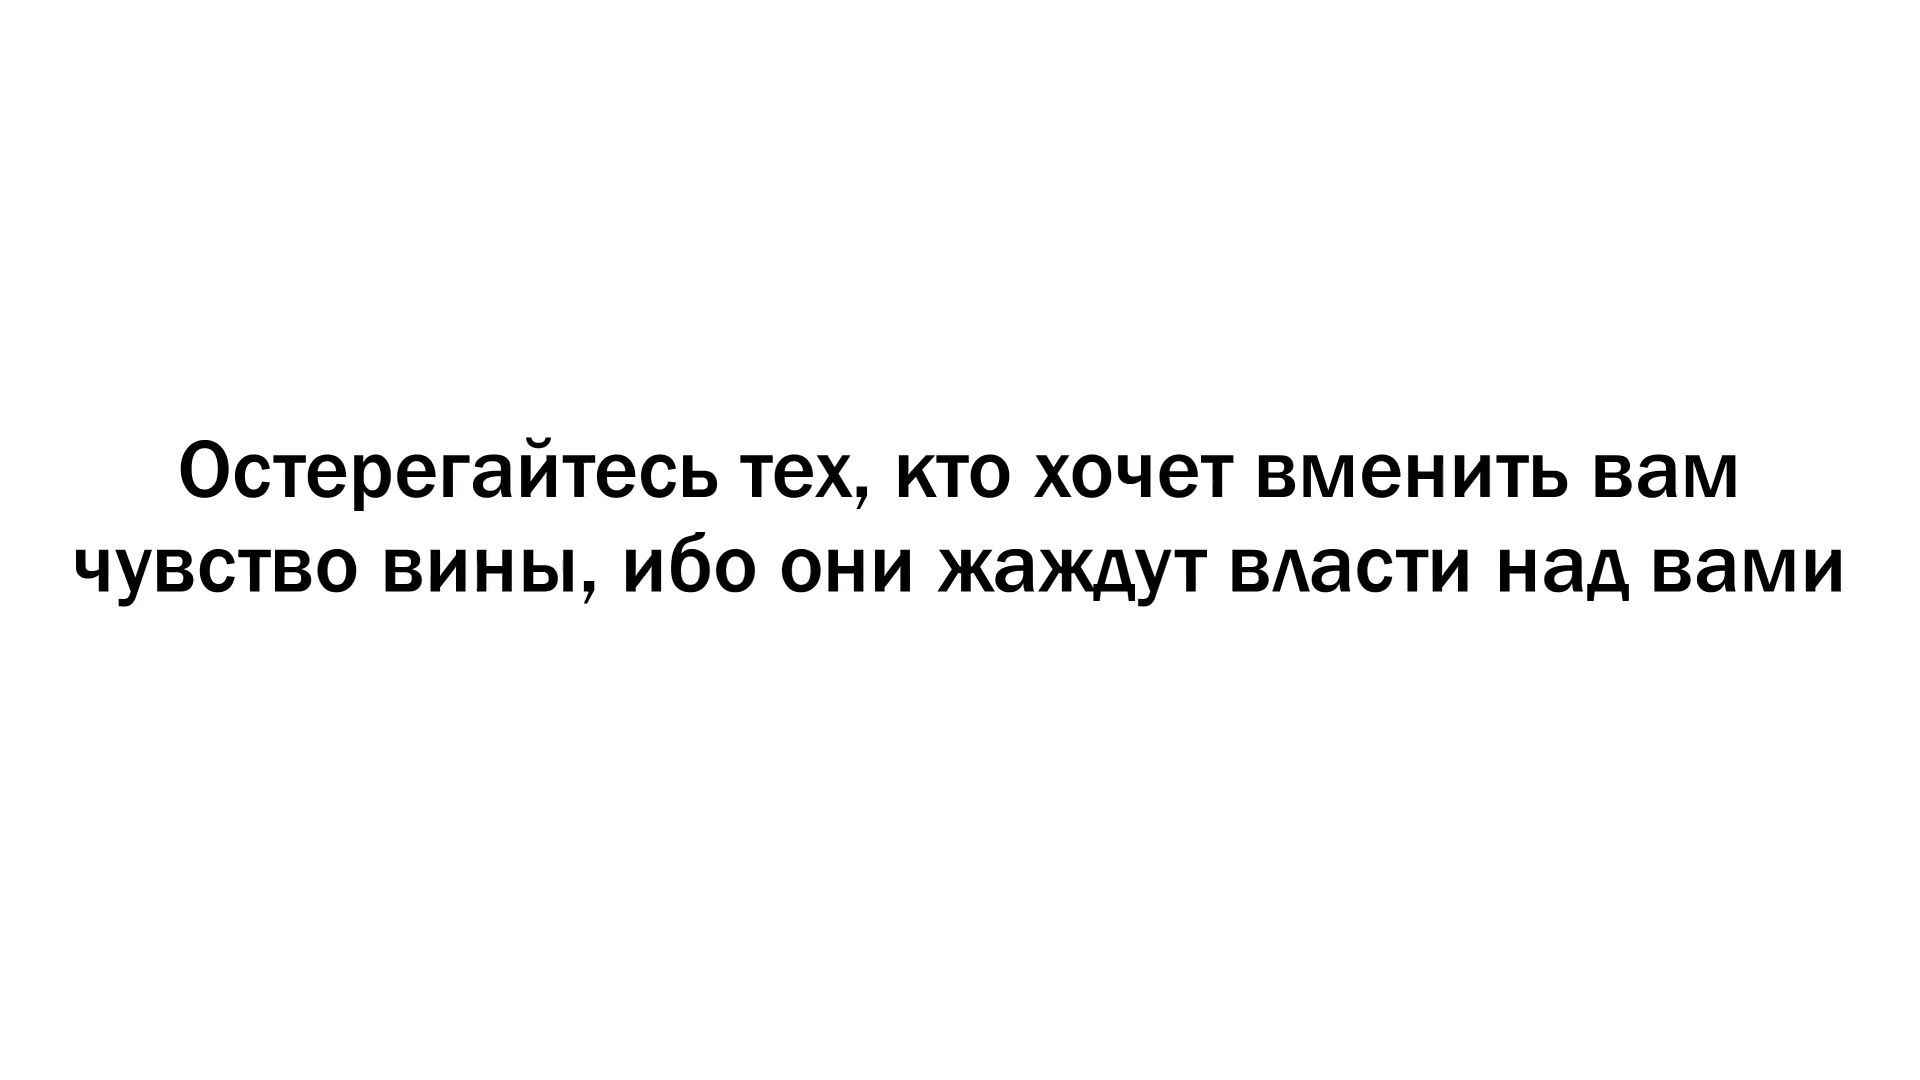 Остерегайтесь тех, кто хочет вменить вам
чувство вины, ибо они жаждут власти над вами